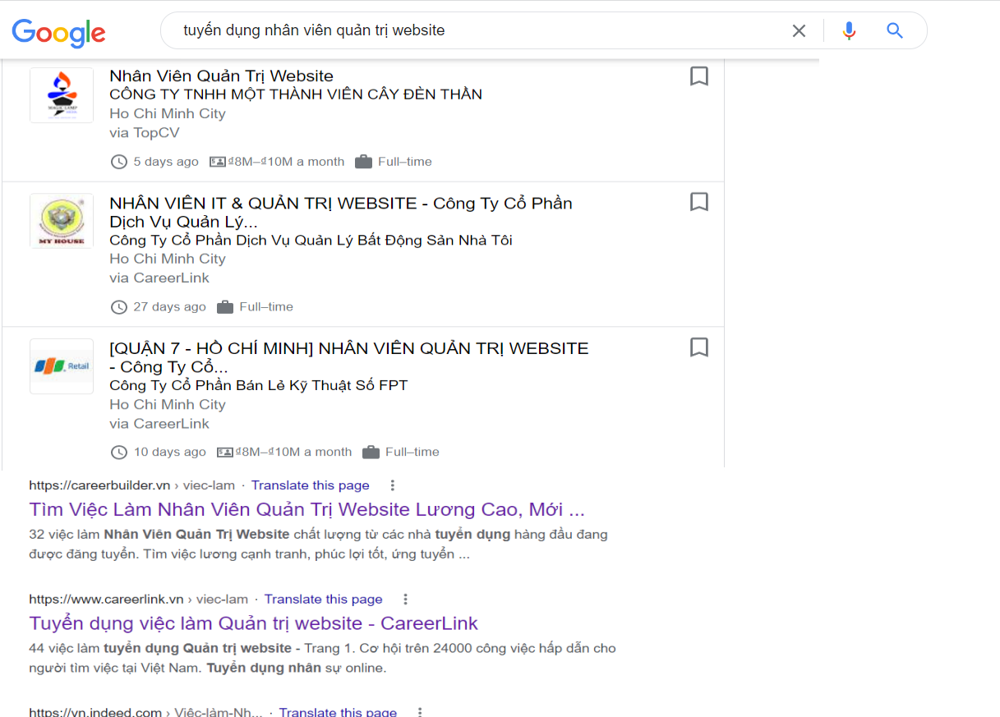 Google
tuyển dụng nhân viên quản trị website
Nhân Viên Quản Trị Website
CÔNG TY TNHH MỘT THÀNH VIÊN CÂY ĐÈN THẦN
Ho Chi Minh City
via TopCV
5 days ago ₫8M–₫10M a month Full–time
NHÂN VIÊN IT & QUẢN TRỊ WEBSITE - Công Ty Cổ Phần
Dịch Vụ Quản Lý...
Công Ty Cổ Phần Dịch Vụ Quản Lý Bất Động Sản Nhà Tôi
MY HOUSE
Ho Chi Minh City
via CareerLink
27 days ago Full–time
[QUẬN 7 - HỒ CHÍ MINH] NHÂN VIÊN QUẢN TRỊ WEBSITE
- Công Ty Cổ...
Retail
Công Ty Cổ Phần Bán Lẻ Kỹ Thuật Số FPT
Ho Chi Minh City
via CareerLink
10 days ago ₫8M–₫10M a month Full–time
https://careerbuilder.vn › viec-lam · Translate this page
Tìm Việc Làm Nhân Viên Quản Trị Website Lương Cao, Mới ...
32 việc làm Nhân Viên Quản Trị Website chất lượng từ các nhà tuyển dụng hàng đầu đang
được đăng tuyển. Tìm việc lương cạnh tranh, phúc lợi tốt, ứng tuyển ...
https://www.careerlink.vn › viec-lam · Translate this page
Tuyển dụng việc làm Quản trị website - CareerLink
44 việc làm tuyển dụng Quản trị website - Trang 1. Cơ hội trên 24000 công việc hấp dẫn cho
người tìm việc tại Việt Nam. Tuyển dụng nhân sự online.
https://vn.indeed.com › Việc-làm-Nh... · Translate this page